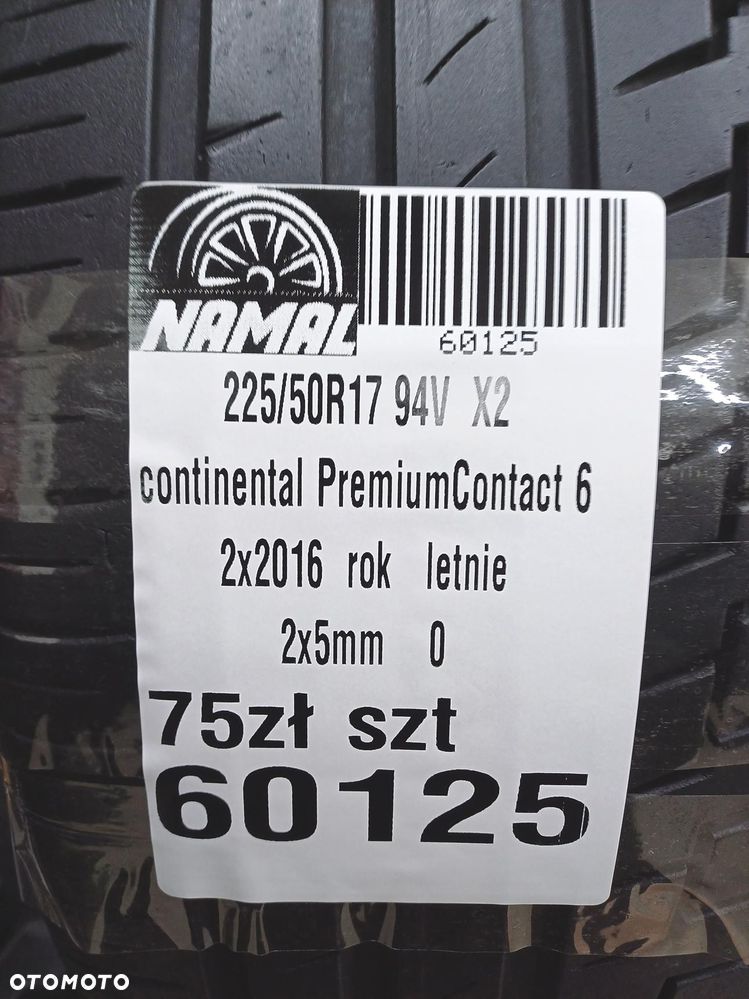 NAMAL
60125
225/50R17 94V X2
continental PremiumContact 6
2x2016 rok letnie
2x5mm 0
75zł szt
60125
OTOMOTO